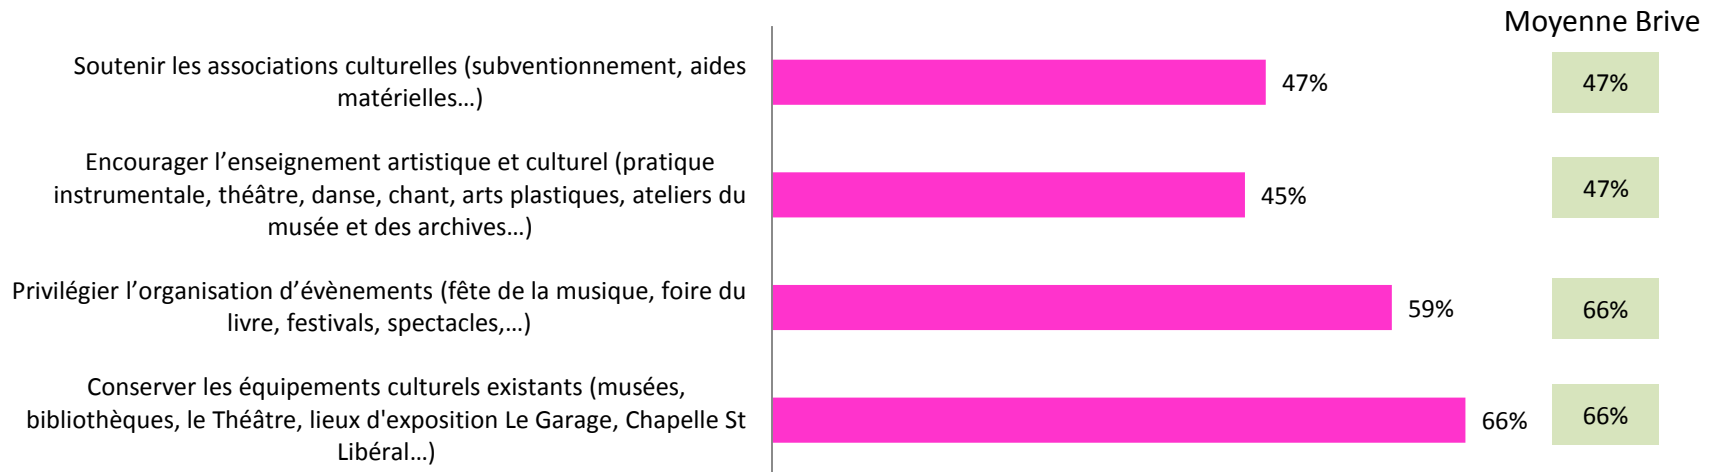 Moyenne Brive
Soutenir les associations culturelles (subventionnement, aides
matérielles…)
47%
47%
Encourager l’enseignement artistique et culturel (pratique
instrumentale, théâtre, danse, chant, arts plastiques, ateliers du
musée et des archives…)
45%
47%
Privilégier l’organisation d’évènements (fête de la musique, foire du
livre, festivals, spectacles,…)
59%
66%
Conserver les équipements culturels existants (musées,
bibliothèques, le Théâtre, lieux d'exposition Le Garage, Chapelle St
Libéral…)
66%
66%